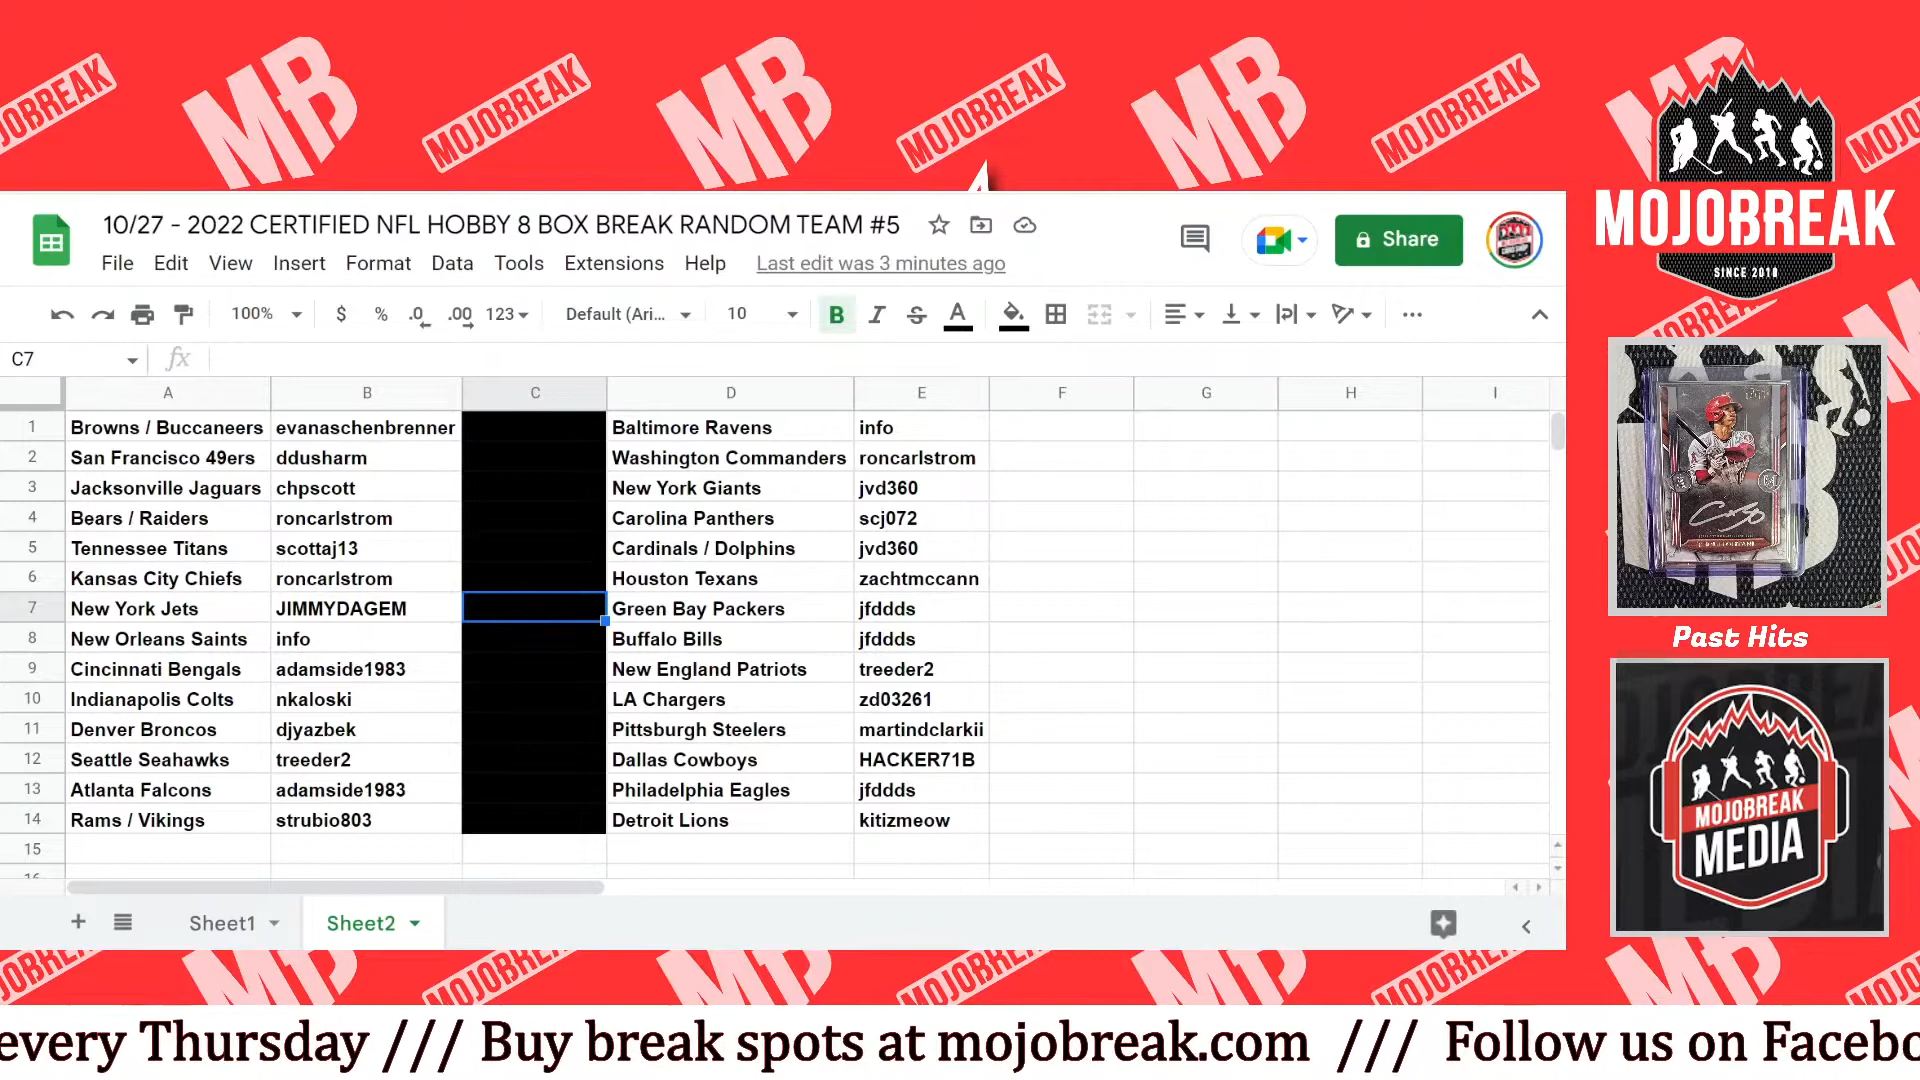 MB
MOJOBREAK
MOJOBREAK
SINCE 2010
10/27 - 2022 CERTIFIED NFL HOBBY 8 BOX BREAK RANDOM TEAM #5
Share
File Edit View Insert Format Data Tools Extensions Help Last edit was 3 minutes ago
100% $ % .0 .00 123 Default (Ari... 10 B I S A
C7 fx
A B C D E F G H I
1 Browns / Buccaneers evanaschenbrenner Baltimore Ravens info
2 San Francisco 49ers ddusharm Washington Commanders roncarlstrom
3 Jacksonville Jaguars chpscott New York Giants jvd360
4 Bears / Raiders roncarlstrom Carolina Panthers scj072
5 Tennessee Titans scottaj13 Cardinals / Dolphins jvd360
6 Kansas City Chiefs roncarlstrom Houston Texans zachtmccann
7 New York Jets JIMMYDAGEM Green Bay Packers jfddds
8 New Orleans Saints info Buffalo Bills jfddds
9 Cincinnati Bengals adamside1983 New England Patriots treeder2
10 Indianapolis Colts nkaloski LA Chargers zd03261
11 Denver Broncos djyazbek Pittsburgh Steelers martindclarkii
12 Seattle Seahawks treeder2 Dallas Cowboys HACKER71B
13 Atlanta Falcons adamside1983 Philadelphia Eagles jfddds
14 Rams / Vikings strubio803 Detroit Lions kitizmeow
15
Sheet1 Sheet2
Past Hits
MOJOBREAK
MEDIA
every Thursday /// Buy break spots at mojobreak.com /// Follow us on Facebo